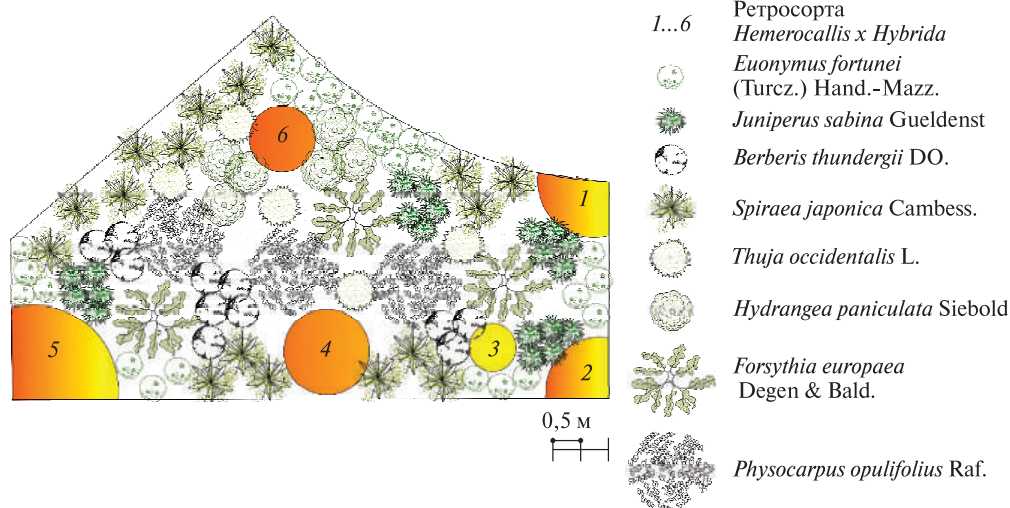 1...6 Ретросорта
Hemerocallis x Hybrida
Euonymus fortunei
(Turcz.) Hand.-Mazz.
Juniperus sabina Gueldenst
Berberis thundergii DO.
Spiraea japonica Cambess.
Thuja occidentalis L.
Hydrangea paniculata Siebold
Forsythia europaea
Degen & Bald.
Physocarpus opulifolius Raf.
6
1
5
4
3
2
0,5 м